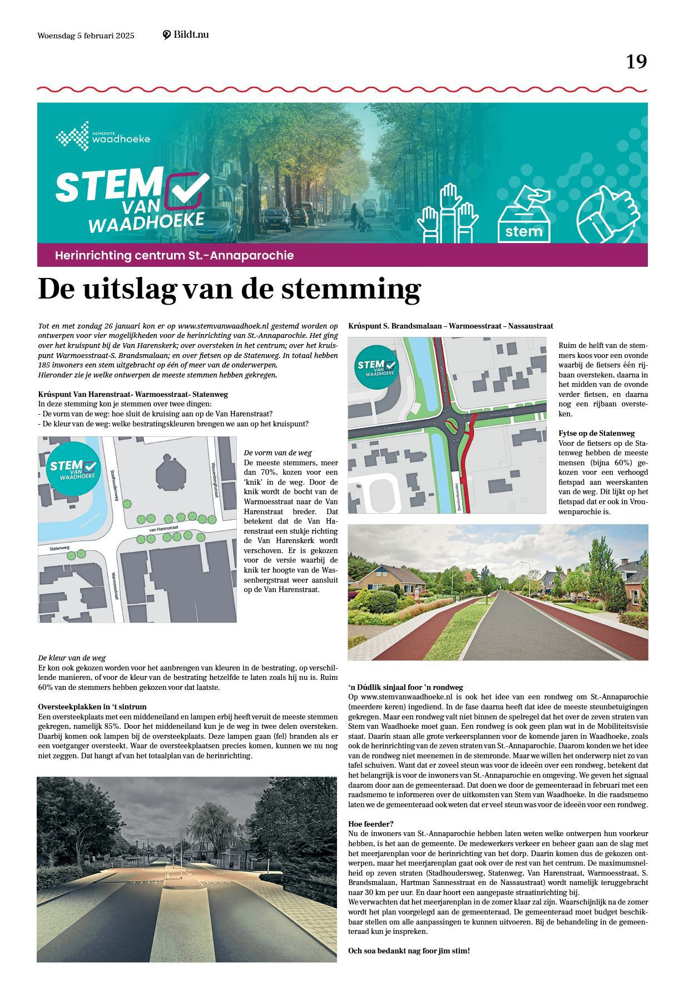 Woensdag 5 februari 2025
Bildt.nu
19
GEMEENTE
waadhoeke
STEM
VAN
WAADHOEKE
stem
Herinrichting centrum St.-Annaparochie
De uitslag van de stemming
Tot en met zondag 26 januari kon er op www.stemvanwaadhoek.nl gestemd worden op
ontwerpen voor vier mogelijkheden voor de herinrichting van St.-Annaparochie. Het ging
over het kruispunt bij de Van Harenskerk; over oversteken in het centrum; over het kruis-
punt Warmoesstraat-S. Brandsmalaan; en over fietsen op de Statenweg. In totaal hebben
185 inwoners een stem uitgebracht op één of meer van de onderwerpen.
Hieronder zie je welke ontwerpen de meeste stemmen hebben gekregen.
Krúspunt Van Harenstraat- Warmoesstraat- Statenweg
In deze stemming kon je stemmen over twee dingen:
- De vorm van de weg: hoe sluit de kruising aan op de Van Harenstraat?
- De kleur van de weg: welke bestratingskleuren brengen we aan op het kruispunt?
STEM
VAN
WAADHOEKE
Stadhoudersweg
Wassenberghstraat
Noorderlaan
van Harenstraat
Statenweg
Warmoesstraat
De vorm van de weg
De meeste stemmers, meer
dan 70%, kozen voor een
‘knik’ in de weg. Door de
knik wordt de bocht van de
Warmoesstraat naar de Van
Harenstraat breder. Dat
betekent dat de Van Ha-
renstraat een stukje richting
de Van Harenskerk wordt
verschoven. Er is gekozen
voor de versie waarbij de
knik ter hoogte van de Was-
senbergstraat weer aansluit
op de Van Harenstraat.
De kleur van de weg
Er kon ook gekozen worden voor het aanbrengen van kleuren in de bestrating, op verschil-
lende manieren, of voor de kleur van de bestrating hetzelfde te laten zoals hij nu is. Ruim
60% van de stemmers hebben gekozen voor dat laatste.
Oversteekplakken in ‘t sintrum
Een oversteekplaats met een middeneiland en lampen erbij heeft veruit de meeste stemmen
gekregen, namelijk 85%. Door het middeneiland kun je de weg in twee delen oversteken.
Daarbij komen ook lampen bij de oversteekplaats. Deze lampen gaan (fel) branden als er
een voetganger oversteekt. Waar de oversteekplaatsen precies komen, kunnen we nu nog
niet zeggen. Dat hangt af van het totaalplan van de herinrichting.
Krúspunt S. Brandsmalaan – Warmoesstraat – Nassaustraat
STEM
VAN
WAADHOEKE
Warmoesstraat
Nassaustraat
S. Brandsmalaan
Hemmemaweg
Ruim de helft van de stem-
mers koos voor een ovonde
waarbij de fietsers één rij-
baan oversteken, daarna in
het midden van de ovonde
verder fietsen, en daarna
nog een rijbaan overste-
ken.
Fytse op de Statenweg
Voor de fietsers op de Sta-
tenweg hebben de meeste
mensen (bijna 60%) ge-
kozen voor een verhoogd
fietspad aan weerskanten
van de weg. Dit lijkt op het
fietspad dat er ook in Vrou-
wenparochie is.
‘n Dúdlik sinjaal foor ’n rondweg
Op www.stemvanwaadhoeke.nl is ook het idee van een rondweg om St.-Annaparochie
(meerdere keren) ingediend. In de fase daarna heeft dat idee de meeste steunbetuigingen
gekregen. Maar een rondweg valt niet binnen de spelregel dat het over de zeven straten van
Stem van Waadhoeke moet gaan. Een rondweg is ook geen plan wat in de Mobiliteitsvisie
staat. Daarin staan alle grote verkeersplannen voor de komende jaren in Waadhoeke, zoals
ook de herinrichting van de zeven straten van St.-Annaparochie. Daarom konden we het idee
van de rondweg niet meenemen in de stemronde. Maar we willen het onderwerp niet zo van
tafel schuiven. Want dat er zoveel steun was voor de ideeën over een rondweg, betekent dat
het belangrijk is voor de inwoners van St.-Annaparochie en omgeving. We geven het signaal
daarom door aan de gemeenteraad. Dat doen we door de gemeenteraad in februari met een
raadsmemo te informeren over de uitkomsten van Stem van Waadhoeke. In die raadsmemo
laten we de gemeenteraad ook weten dat er veel steun was voor de ideeën voor een rondweg.
Hoe feerder?
Nu de inwoners van St.-Annaparochie hebben laten weten welke ontwerpen hun voorkeur
hebben, is het aan de gemeente. De medewerkers verkeer en beheer gaan aan de slag met
het meerjarenplan voor de herinrichting van het dorp. Daarin komen dus de gekozen ont-
werpen, maar het meerjarenplan gaat ook over de rest van het centrum. De maximumsnel-
heid op zeven straten (Stadhoudersweg, Statenweg, Van Harenstraat, Warmoesstraat, S.
Brandsmalaan, Hartman Sannesstraat en de Nassaustraat) wordt namelijk teruggebracht
naar 30 km per uur. En daar hoort een aangepaste straatinrichting bij.
We verwachten dat het meerjarenplan in de zomer klaar zal zijn. Waarschijnlijk na de zomer
wordt het plan voorgelegd aan de gemeenteraad. De gemeenteraad moet budget beschik-
baar stellen om alle aanpassingen te kunnen uitvoeren. Bij de behandeling in de gemeen-
teraad kun je inspreken.
Och soa bedankt nag foor jim stim!